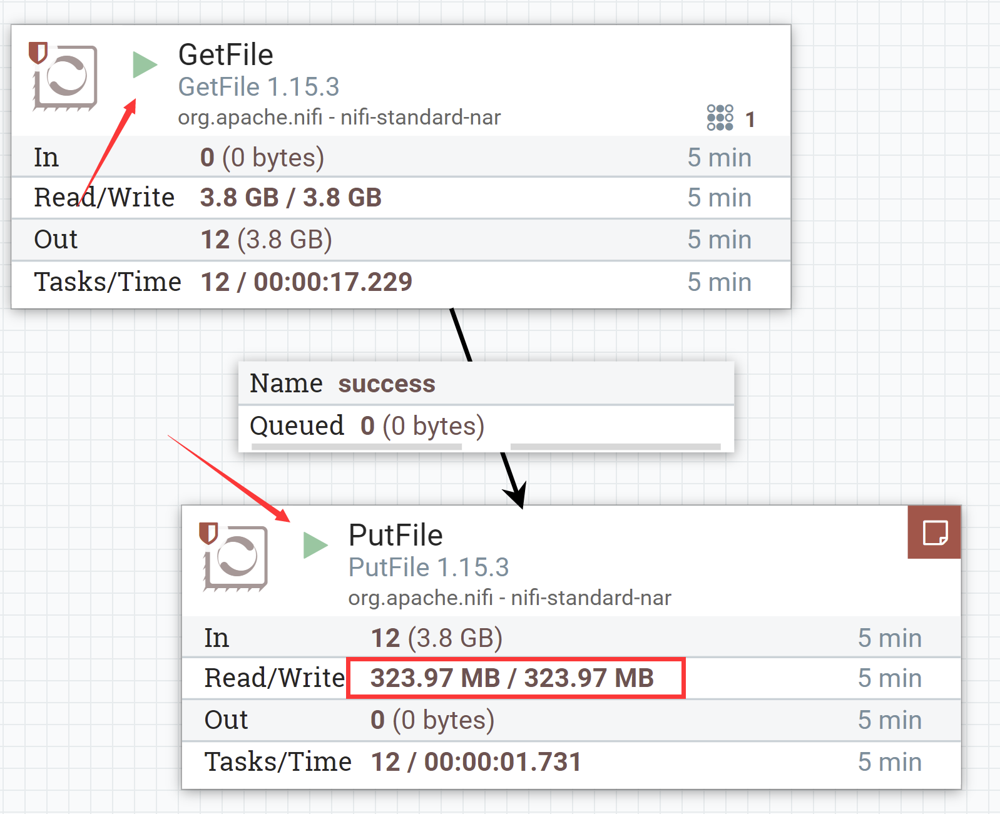 GetFile
GetFile 1.15.3
org.apache.nifi - nifi-standard-nar
1
In 0 (0 bytes) 5 min
Read/Write 3.8 GB / 3.8 GB 5 min
Out 12 (3.8 GB) 5 min
Tasks/Time 12 / 00:00:17.229 5 min
Name success
Queued 0 (0 bytes)
PutFile
PutFile 1.15.3
org.apache.nifi - nifi-standard-nar
In 12 (3.8 GB) 5 min
Read/Write 323.97 MB / 323.97 MB 5 min
Out 0 (0 bytes) 5 min
Tasks/Time 12 / 00:00:01.731 5 min